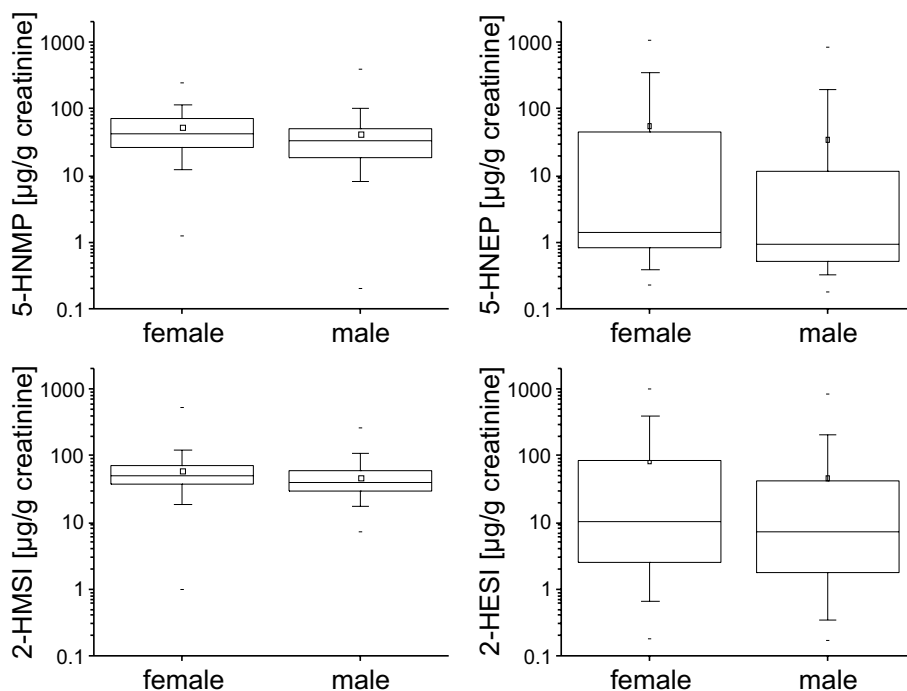 5-HNMP [µg/g creatinine]
1000
100
10
1
0.1
female male
5-HNEP [µg/g creatinine]
1000
100
10
1
0.1
female male
2-HMSI [µg/g creatinine]
1000
100
10
1
0.1
female male
2-HESI [µg/g creatinine]
1000
100
10
1
0.1
female male